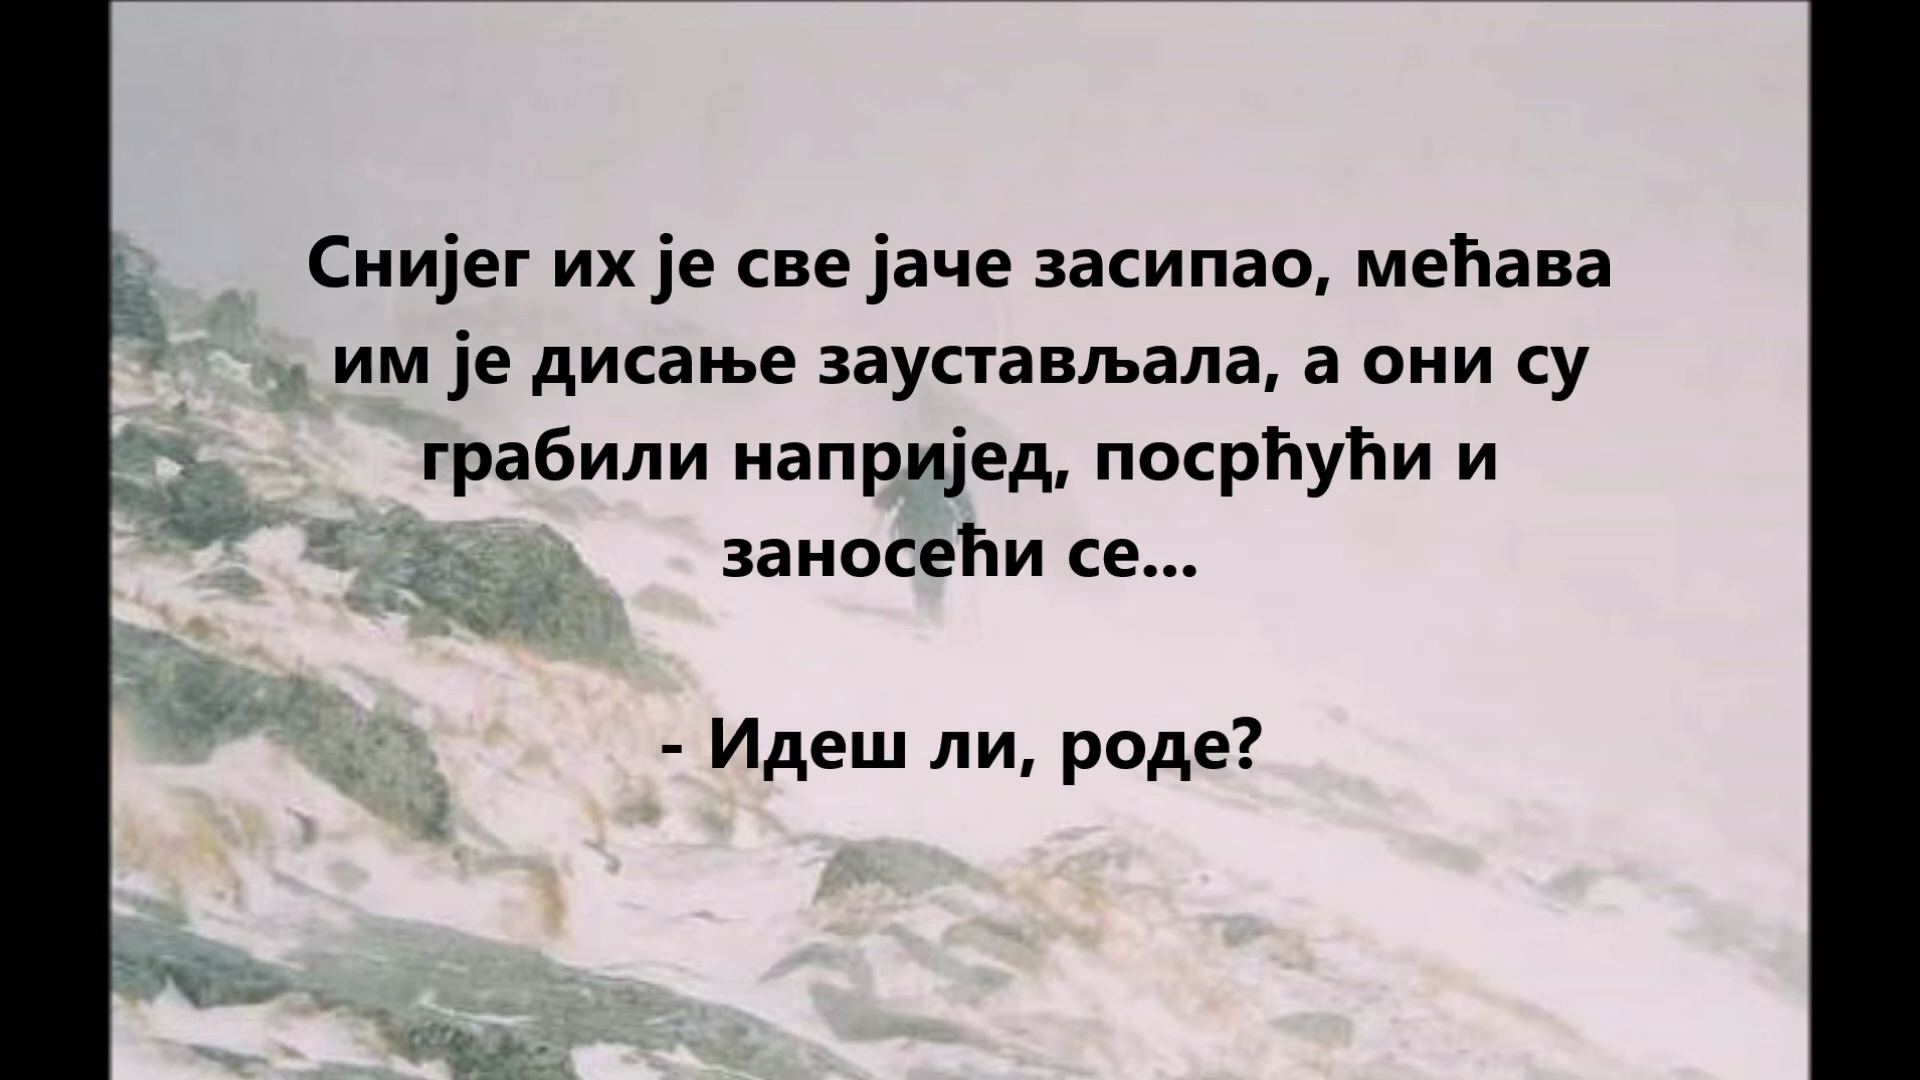 Снијег их је све јаче засипао, мећава
им је дисање заустављала, а они су
грабили напријед, посрћући и
заносећи се...
- Идеш ли, роде?